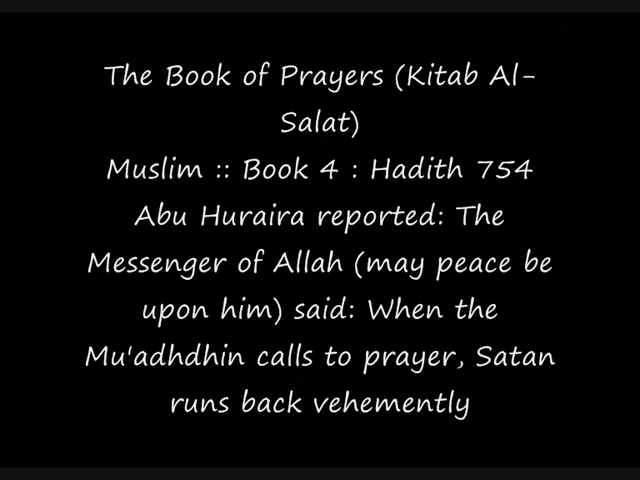 The Book of Prayers (Kitab Al-
Salat)
Muslim :: Book 4 : Hadith 754
Abu Huraira reported: The
Messenger of Allah (may peace be
upon him) said: When the
Mu'adhdhin calls to prayer, Satan
runs back vehemently